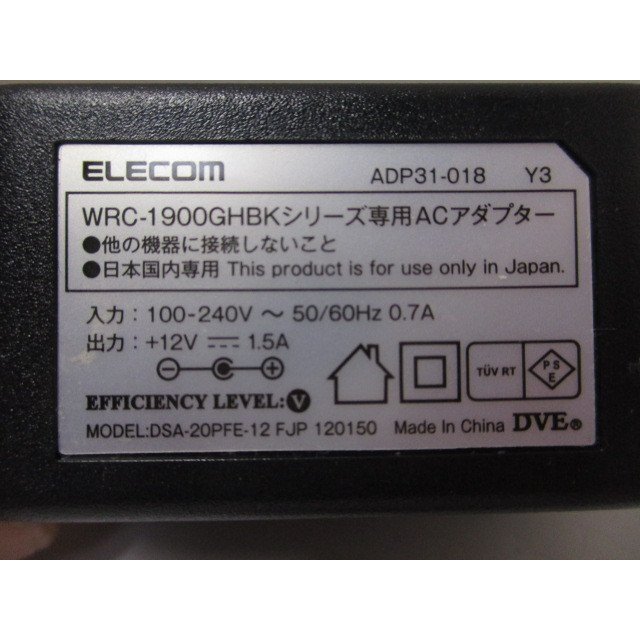 ELECOM ADP31-018 Y3
WRC-1900GHBKシリーズ専用ACアダプター
●他の機器に接続しないこと
●日本国内専用 This product is for use only in Japan.
入力：100-240V ～ 50/60Hz 0.7A
出力：+12V ⎓ 1.5A
TÜV RT PSE
EFFICIENCY LEVEL:V
MODEL:DSA-20PFE-12 FJP 120150 Made In China DVE®